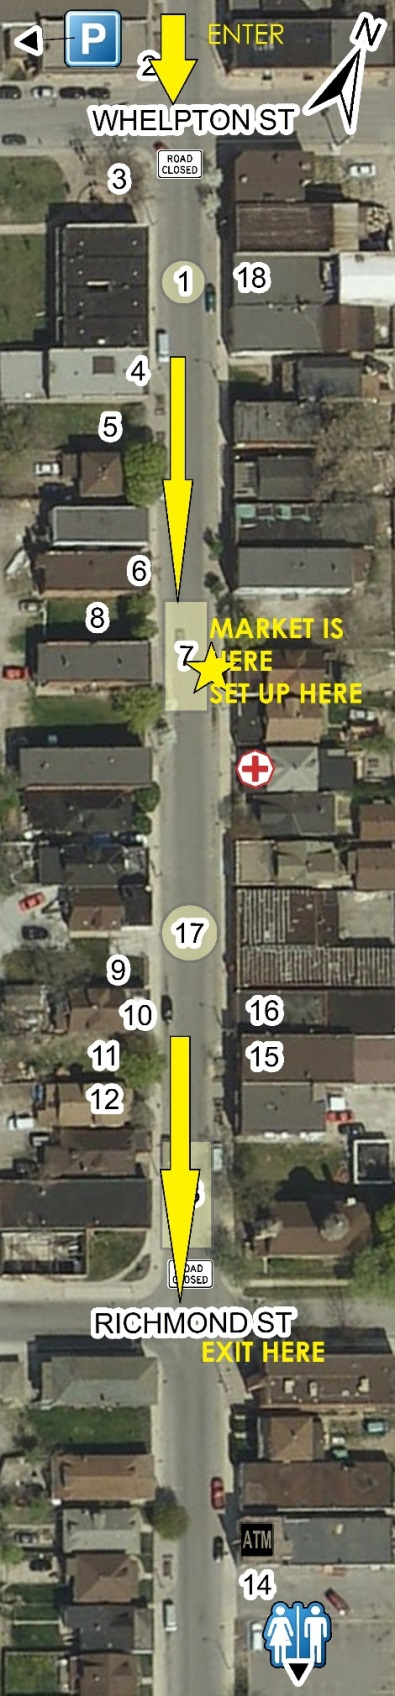 P
ENTER
N
2
WHELPTON ST
ROAD
CLOSED
3
1
18
4
5
6
8
7
MARKET IS
HERE
SET UP HERE
17
9
10
16
11
15
12
CLOSED
RICHMOND ST
EXIT HERE
ATM
14